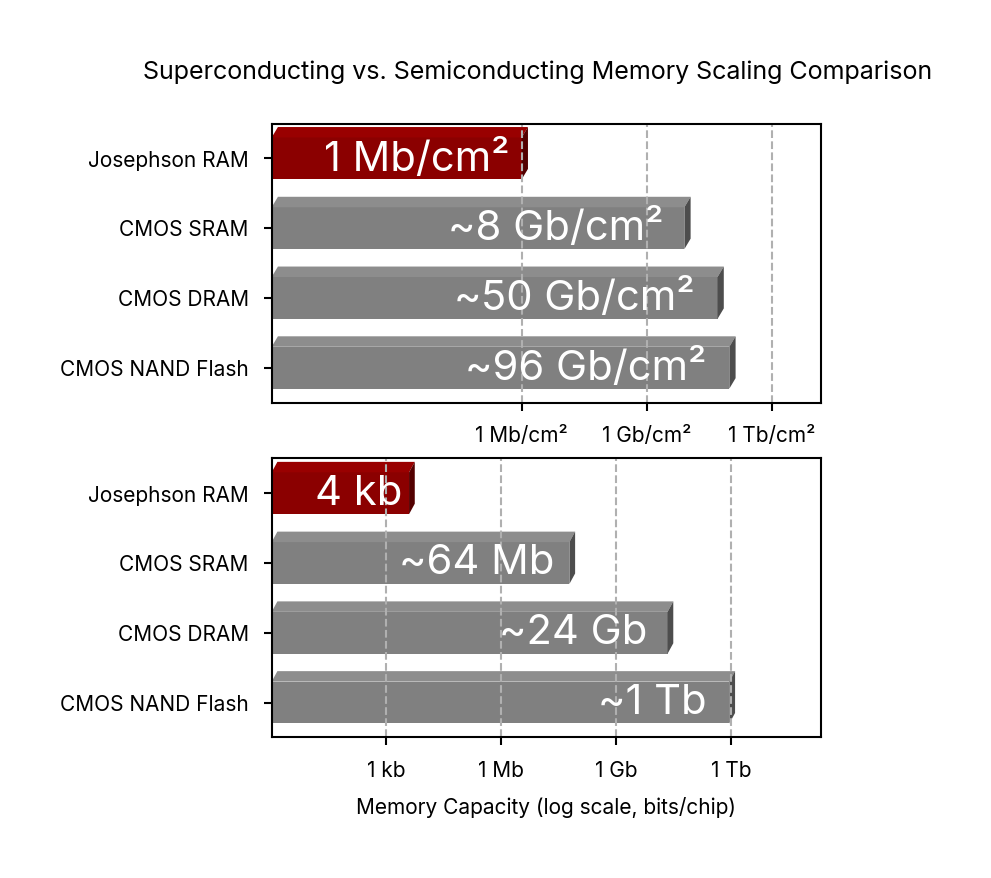 Superconducting vs. Semiconducting Memory Scaling Comparison
Josephson RAM
1 Mb/cm²
CMOS SRAM
~8 Gb/cm²
CMOS DRAM
~50 Gb/cm²
CMOS NAND Flash
~96 Gb/cm²
1 Mb/cm² 1 Gb/cm² 1 Tb/cm²
Josephson RAM
4 kb
CMOS SRAM
~64 Mb
CMOS DRAM
~24 Gb
CMOS NAND Flash
~1 Tb
1 kb 1 Mb 1 Gb 1 Tb
Memory Capacity (log scale, bits/chip)